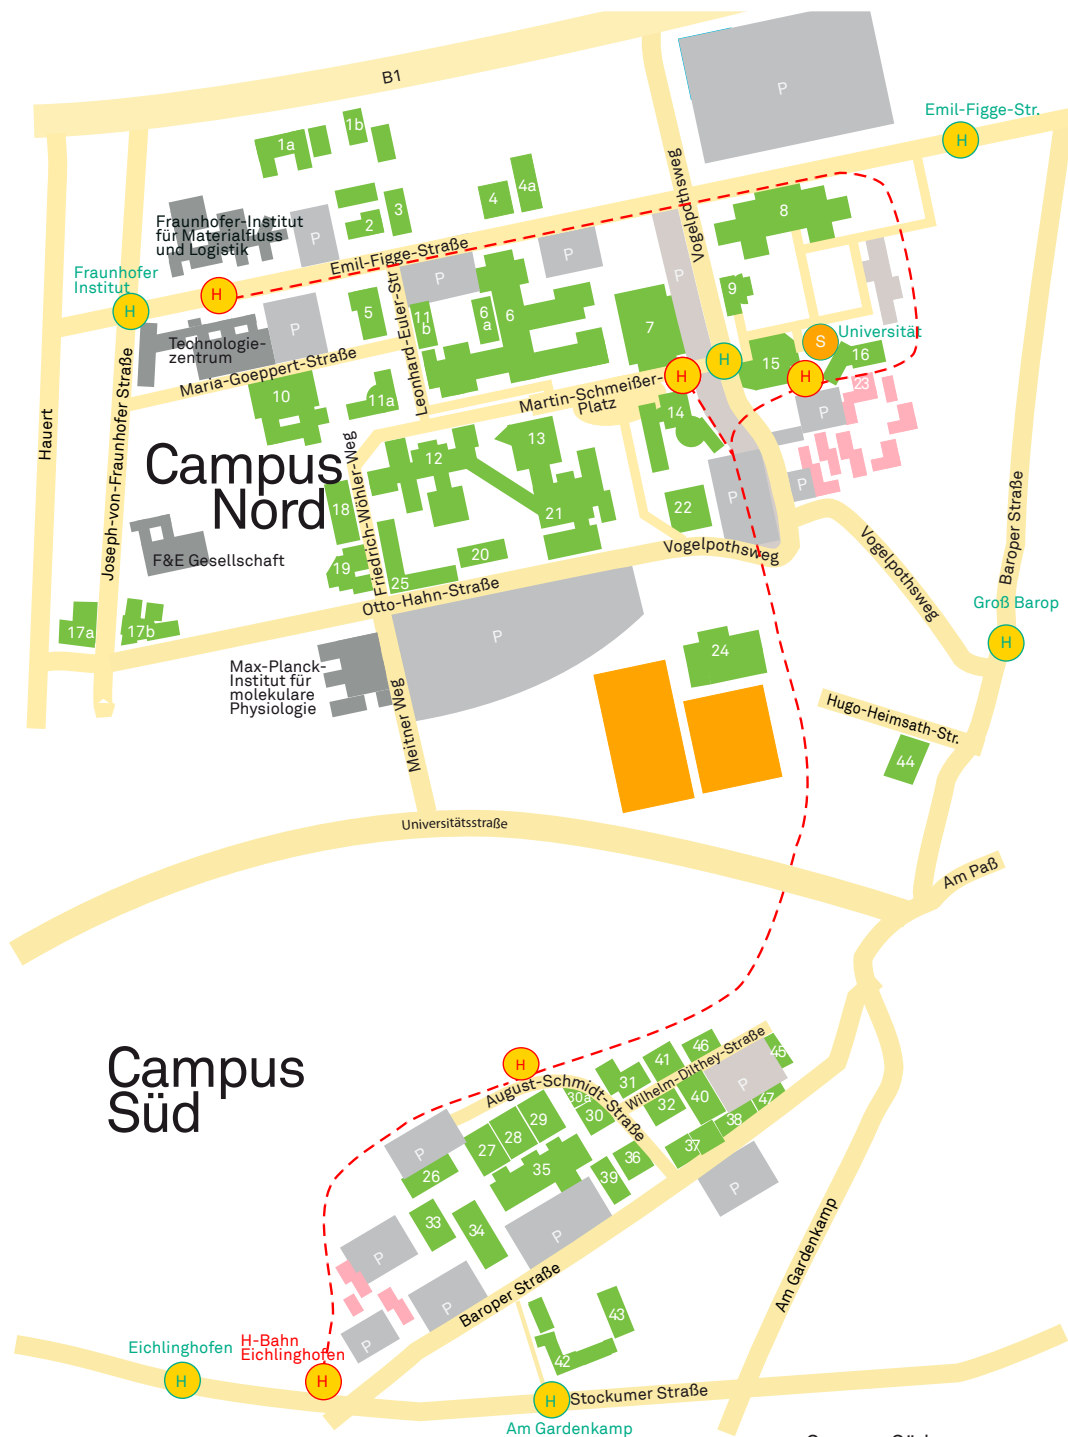 B1
Emil-Figge-Str.
P
1b
1a
Vogelpothsweg
4a
4
3
2
8
Fraunhofer-Institut
für Materialfluss
und Logistik
P
Emil-Figge-Straße
P
P
P
Fraunhofer
Institut
H
H
H
9
5
11
b
6
a
6
7
P
Leonhard-Euler-Str.
Universität
S
H
H
H
15
16
23
Technologie-
zentrum
Maria-Goeppert-Straße
10
11a
Martin-Schmeißer-
Platz
14
P
Hauert
Joseph-von-Fraunhofer Straße
Campus
Nord
Friedrich-Wöhler-Weg
12
13
18
21
22
P
P
Vogelpothsweg
Vogelpothsweg
Baroper Straße
F&E Gesellschaft
19
20
25
Otto-Hahn-Straße
17a
17b
P
Groß Barop
H
Max-Planck-
Institut für
molekulare
Physiologie
24
Meitner Weg
Hugo-Heimsath-Str.
44
Universitätsstraße
Am Paß
Campus
Süd
H
August-Schmidt-Straße
Wilhelm-Dilthey-Straße
46
45
41
31
30a
30
32
40
P
47
38
37
29
28
27
P
26
35
36
39
P
33
34
P
P
P
P
Baroper Straße
Am Gardenkamp
43
42
Eichlinghofen
H
H-Bahn
Eichlinghofen
H
H
Stockumer Straße
Am Gardenkamp